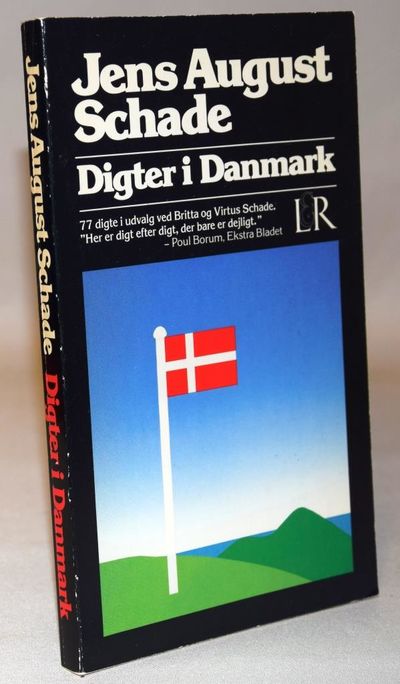 Jens August
Schade
Digter i Danmark
77 digte i udvalg ved Britta og Virtus Schade.
"Her er digt efter digt, der bare er dejligt."
– Poul Borum, Ekstra Bladet
L&R
Jens August Schade Digter i Danmark